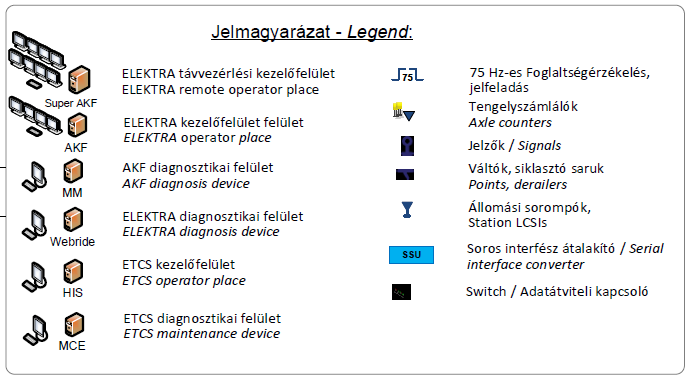 Jelmagyarázat - Legend:
Super AKF
ELEKTRA távvezérlési kezelőfelület
ELEKTRA remote operator place
AKF
ELEKTRA kezelőfelület felület
ELEKTRA operator place
MM
AKF diagnosztikai felület
AKF diagnosis device
Webride
ELEKTRA diagnosztikai felület
ELEKTRA diagnosis device
HIS
ETCS kezelőfelület
ETCS operator place
MCE
ETCS diagnosztikai felület
ETCS maintenance device
75
75 Hz-es Foglaltségérzékelés,
jelfeladás
Tengelyszámlálók
Axle counters
Jelzők / Signals
Váltók, siklasztó saruk
Points, derailers
Állomási sorompók,
Station LCSIs
SSU
Soros interfész átalakító / Serial
interface converter
Switch / Adatátviteli kapcsoló